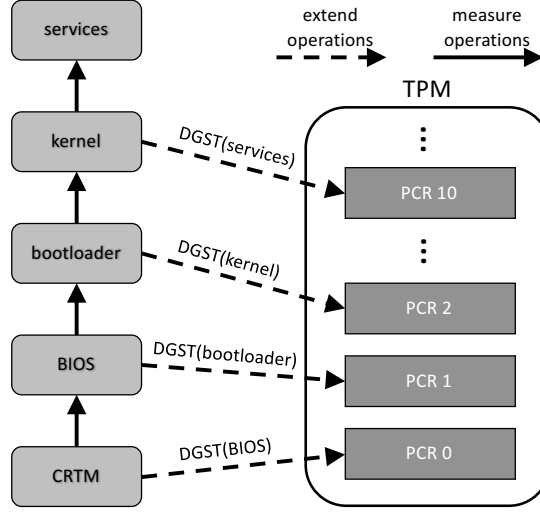 services
extend
operations
measure
operations
TPM
kernel
DGST(services)
PCR 10
bootloader
DGST(kernel)
PCR 2
BIOS
DGST(bootloader)
PCR 1
CRTM
DGST(BIOS)
PCR 0